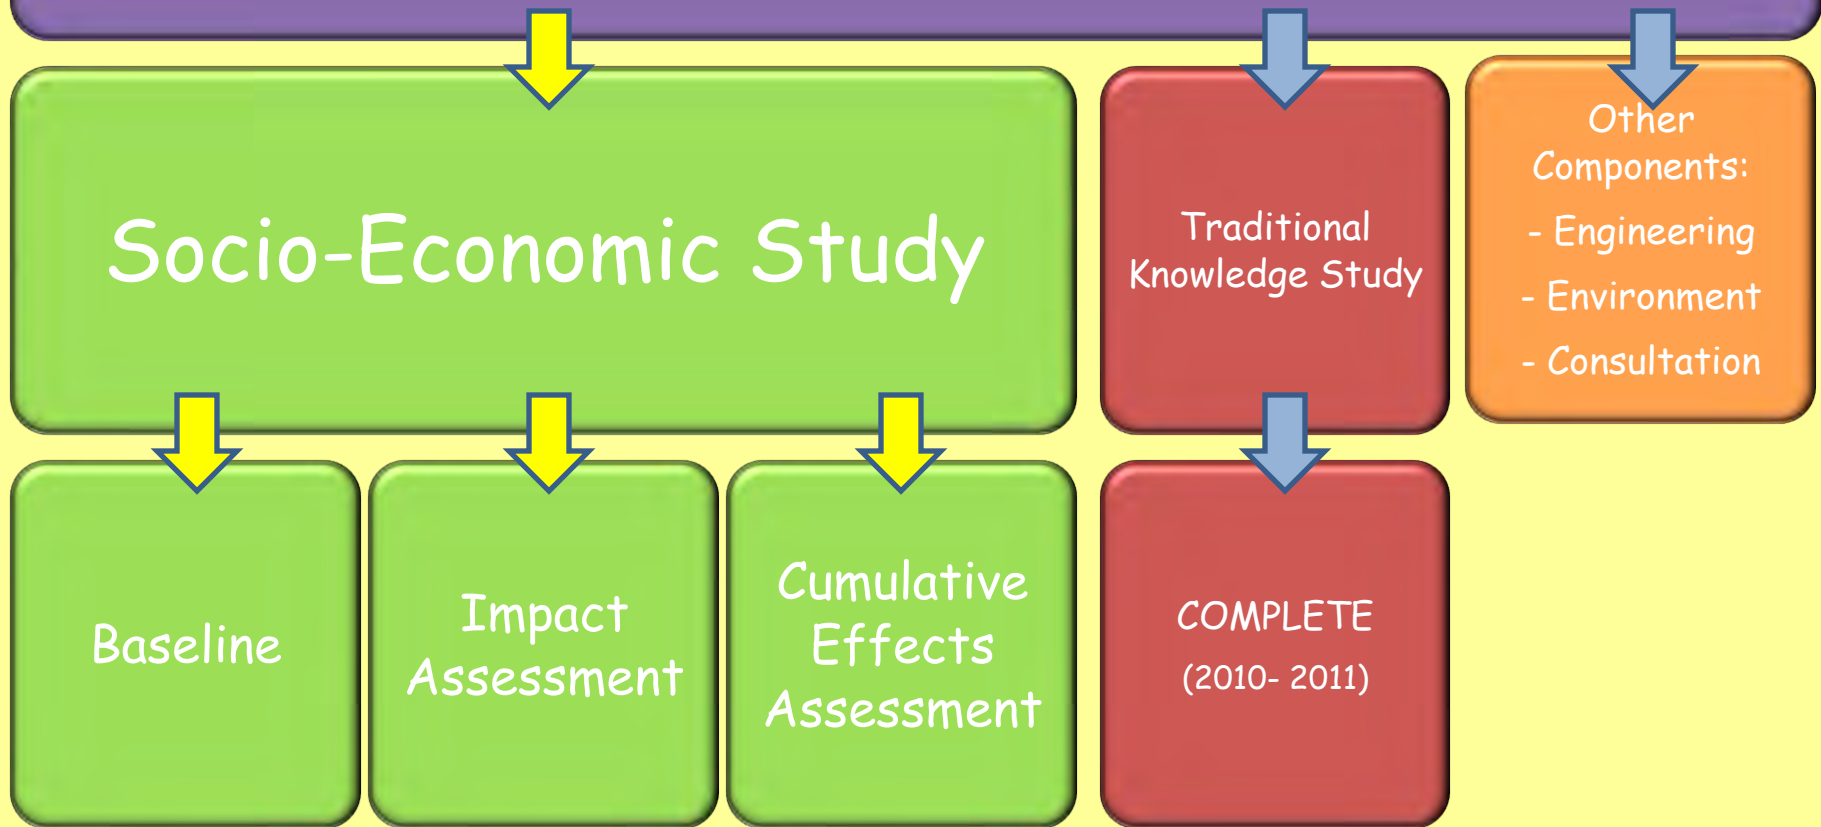 Socio-Economic Study
Traditional
Knowledge Study
Other
Components:
- Engineering
- Environment
- Consultation
Baseline
Impact
Assessment
Cumulative
Effects
Assessment
COMPLETE
(2010- 2011)